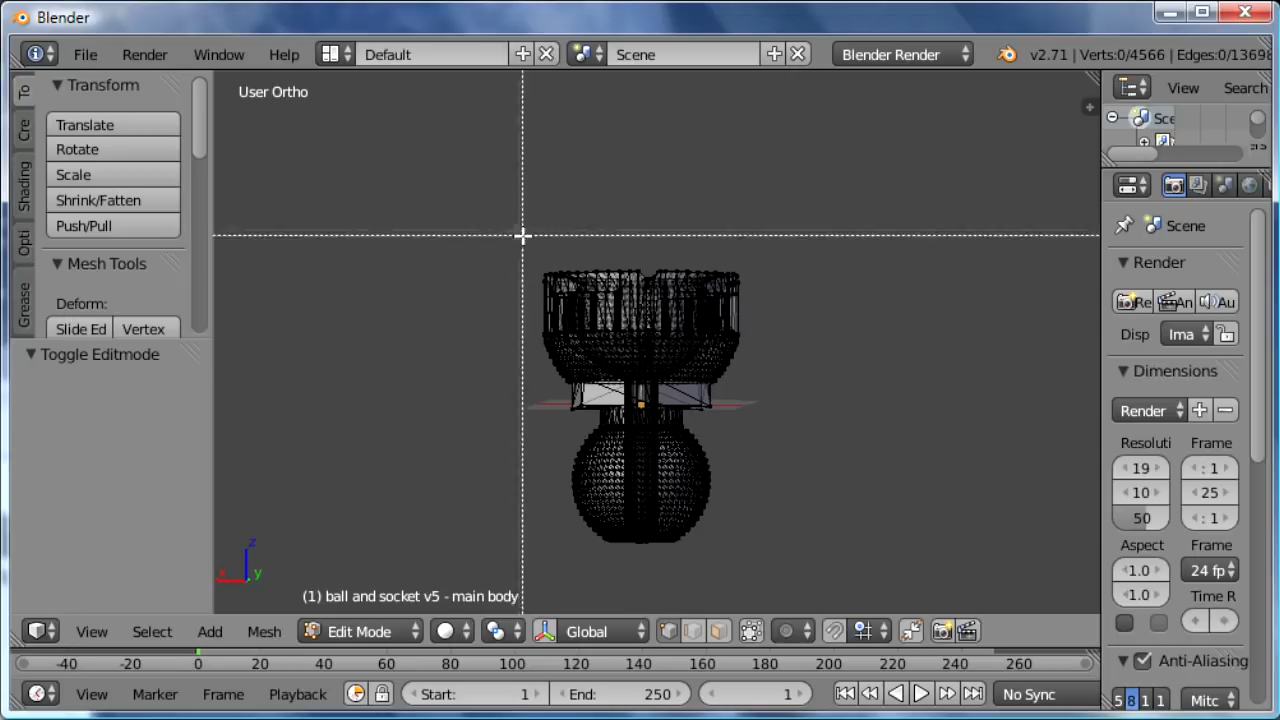 Blender
File Render Window Help Default Scene Blender Render v2.71 | Verts:0/4566 | Edges:0/1369
To
Cre
Shading
Opti
Grease
Transform
Translate
Rotate
Scale
Shrink/Fatten
Push/Pull
Mesh Tools
Deform:
Slide Ed Vertex
Toggle Editmode
User Ortho
z
x y
(1) ball and socket v5 - main body
View Search
Sce
Scene
Render
Re An Au
Disp Ima
Dimensions
Render
Resoluti Frame
19 : 1
10 25
50 : 1
Aspect Frame
1.0 24 fp
1.0 Time R
Anti-Aliasing
5 8 1 1 Mitc
View Select Add Mesh Edit Mode Global
-40 -20 0 20 40 60 80 100 120 140 160 180 200 220 240 260
View Marker Frame Playback Start: 1 End: 250 1 No Sync